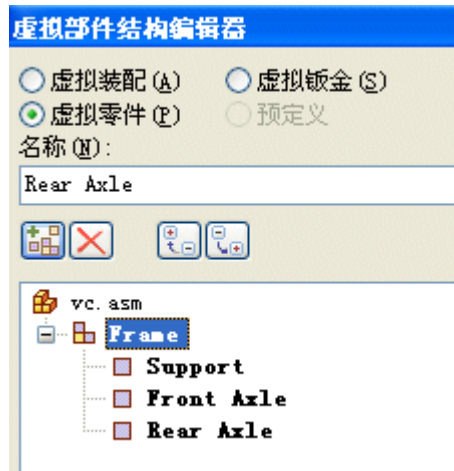 虚拟部件结构编辑器
虚拟装配(A) 虚拟钣金(S)
虚拟零件(P) 预定义
名称(N):
Rear Axle
vc.asm
Frame
Support
Front Axle
Rear Axle